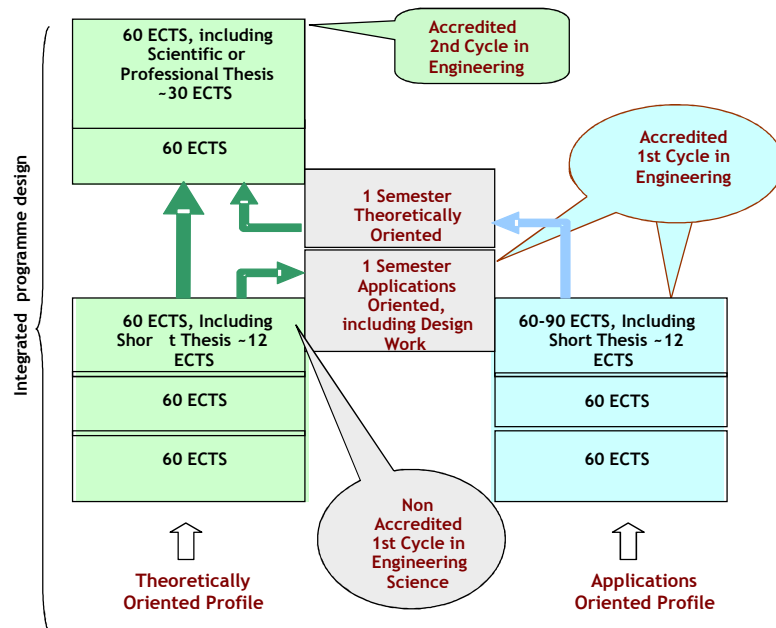 60 ECTS, including
Scientific or
Professional Thesis
~30 ECTS
60 ECTS
Accredited
2nd Cycle in
Engineering
Accredited
1st Cycle in
Engineering
1 Semester
Theoretically
Oriented
1 Semester
Applications
Oriented,
including Design
Work
Integrated programme design
60 ECTS, Including
Shor t Thesis ~12
ECTS
60 ECTS
60 ECTS
60-90 ECTS, Including
Short Thesis ~12
ECTS
60 ECTS
60 ECTS
Non
Accredited
1st Cycle in
Engineering
Science
Theoretically
Oriented Profile
Applications
Oriented Profile